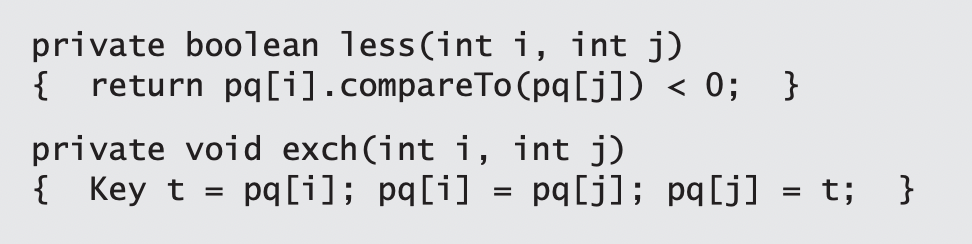 private boolean less(int i, int j)
{  return pq[i].compareTo(pq[j]) < 0;  }
private void exch(int i, int j)
{  Key t = pq[i]; pq[i] = pq[j]; pq[j] = t;  }